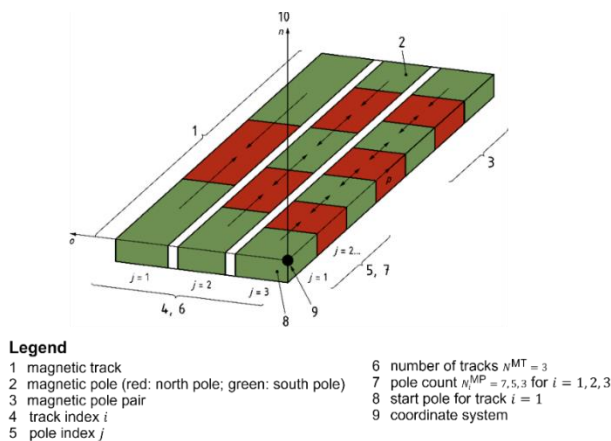 10
n
2
1
3
p
o
j = 2...
j = 1
5, 7
j = 1
j = 2
j = 3
4, 6
8
9
Legend
1 magnetic track
2 magnetic pole (red: north pole; green: south pole)
3 magnetic pole pair
4 track index i
5 pole index j
6 number of tracks N^MT = 3
7 pole count N_i^MP = 7,5,3 for i = 1,2,3
8 start pole for track i = 1
9 coordinate system